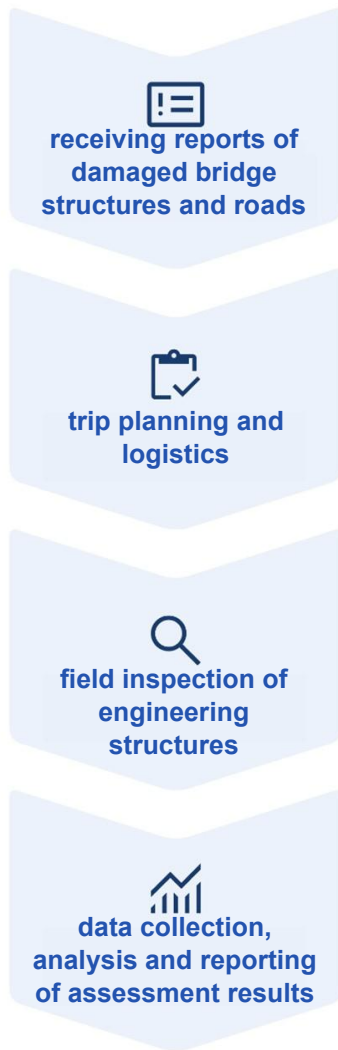 receiving reports of
damaged bridge
structures and roads
trip planning and
logistics
field inspection of
engineering
structures
data collection,
analysis and reporting
of assessment results